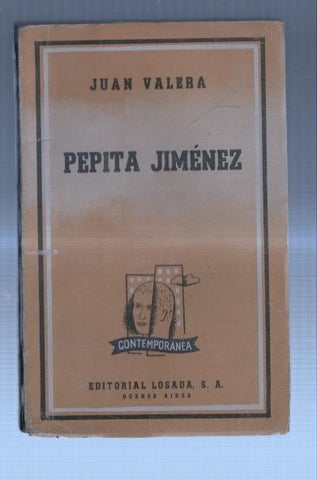 JUAN VALERA
PEPITA JIMÉNEZ
CONTEMPORANEA
EDITORIAL LOSADA, S. A.
BUENOS AIRES